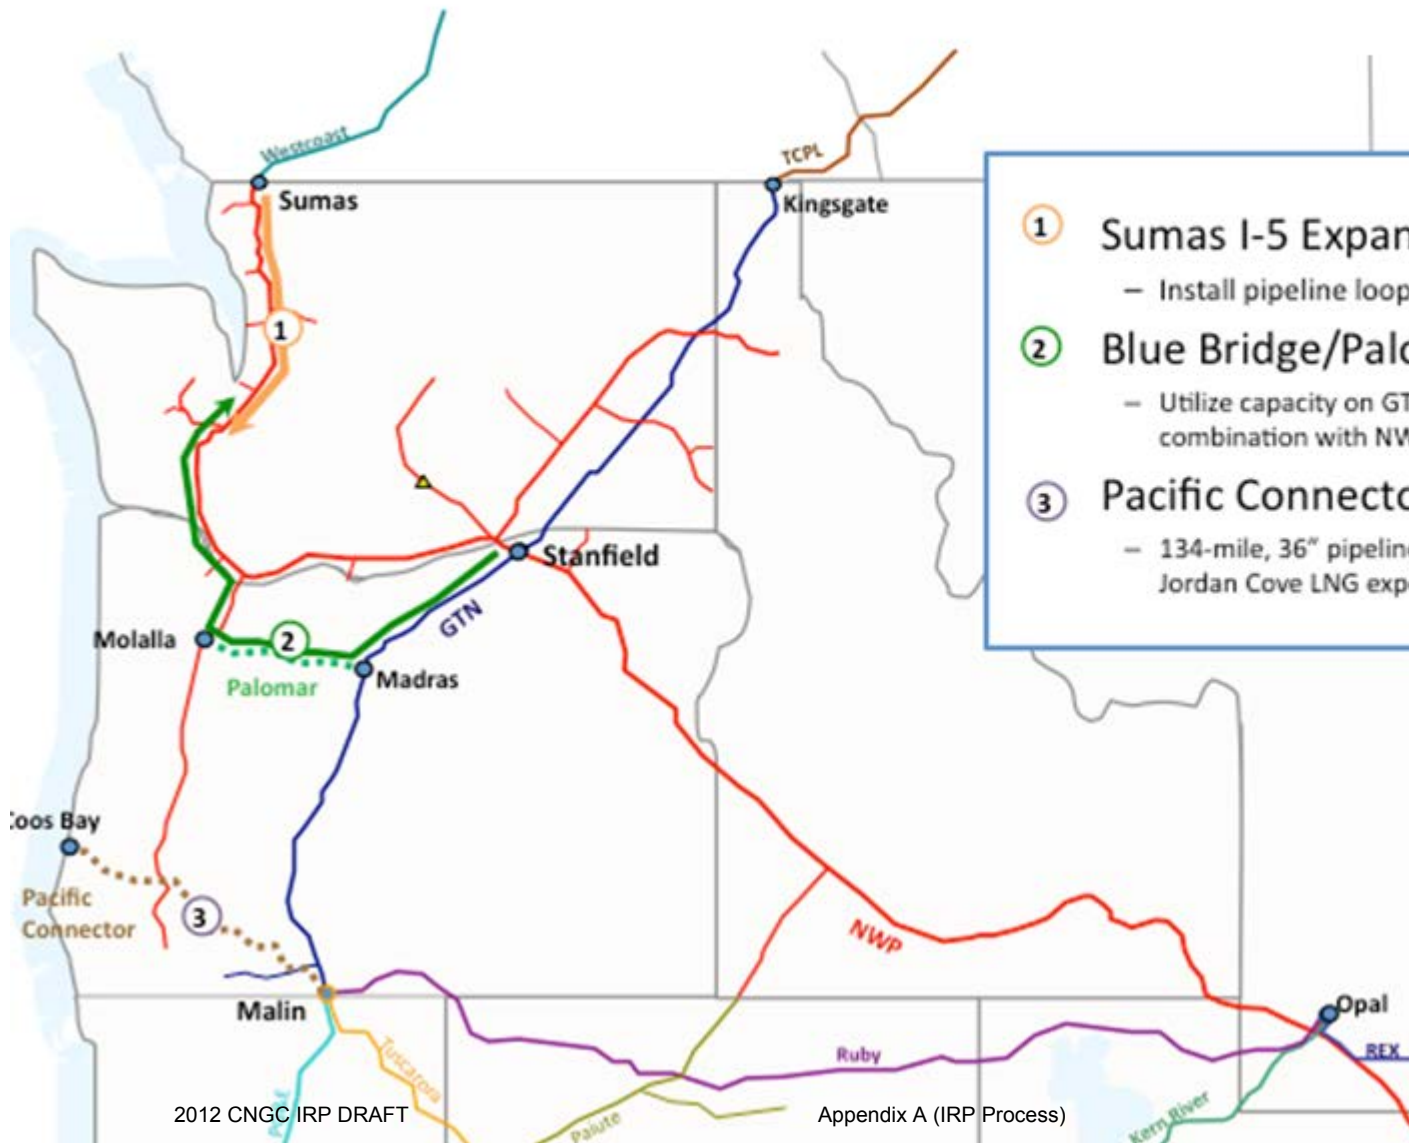 Westcoast
TCPL
Sumas
Kingsgate
1
Sumas I-5 Expan
– Install pipeline loop
1
2
Blue Bridge/Palo
– Utilize capacity on GT
combination with NW
3
Pacific Connecto
– 134-mile, 36” pipeline
Jordan Cove LNG exp
Stanfield
GTN
Molalla
2
Madras
Palomar
Coos Bay
Pacific
Connector
3
NWP
Malin
Opal
Tuscarora
Ruby
REX
Paiute
Kern River
2012 CNGC IRP DRAFT
Appendix A (IRP Process)